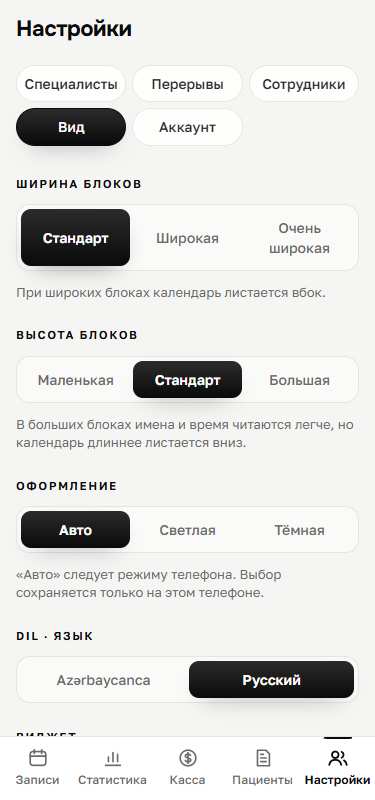 Настройки
Специалисты Перерывы Сотрудники
Вид Аккаунт
ШИРИНА БЛОКОВ
Стандарт Широкая Очень широкая
При широких блоках календарь листается вбок.
ВЫСОТА БЛОКОВ
Маленькая Стандарт Большая
В больших блоках имена и время читаются легче, но
календарь длиннее листается вниз.
ОФОРМЛЕНИЕ
Авто Светлая Тёмная
«Авто» следует режиму телефона. Выбор
сохраняется только на этом телефоне.
DIL · ЯЗЫК
Azərbaycanca Русский
ВИДЖЕТ
Записи Статистика Касса Пациенты Настройки